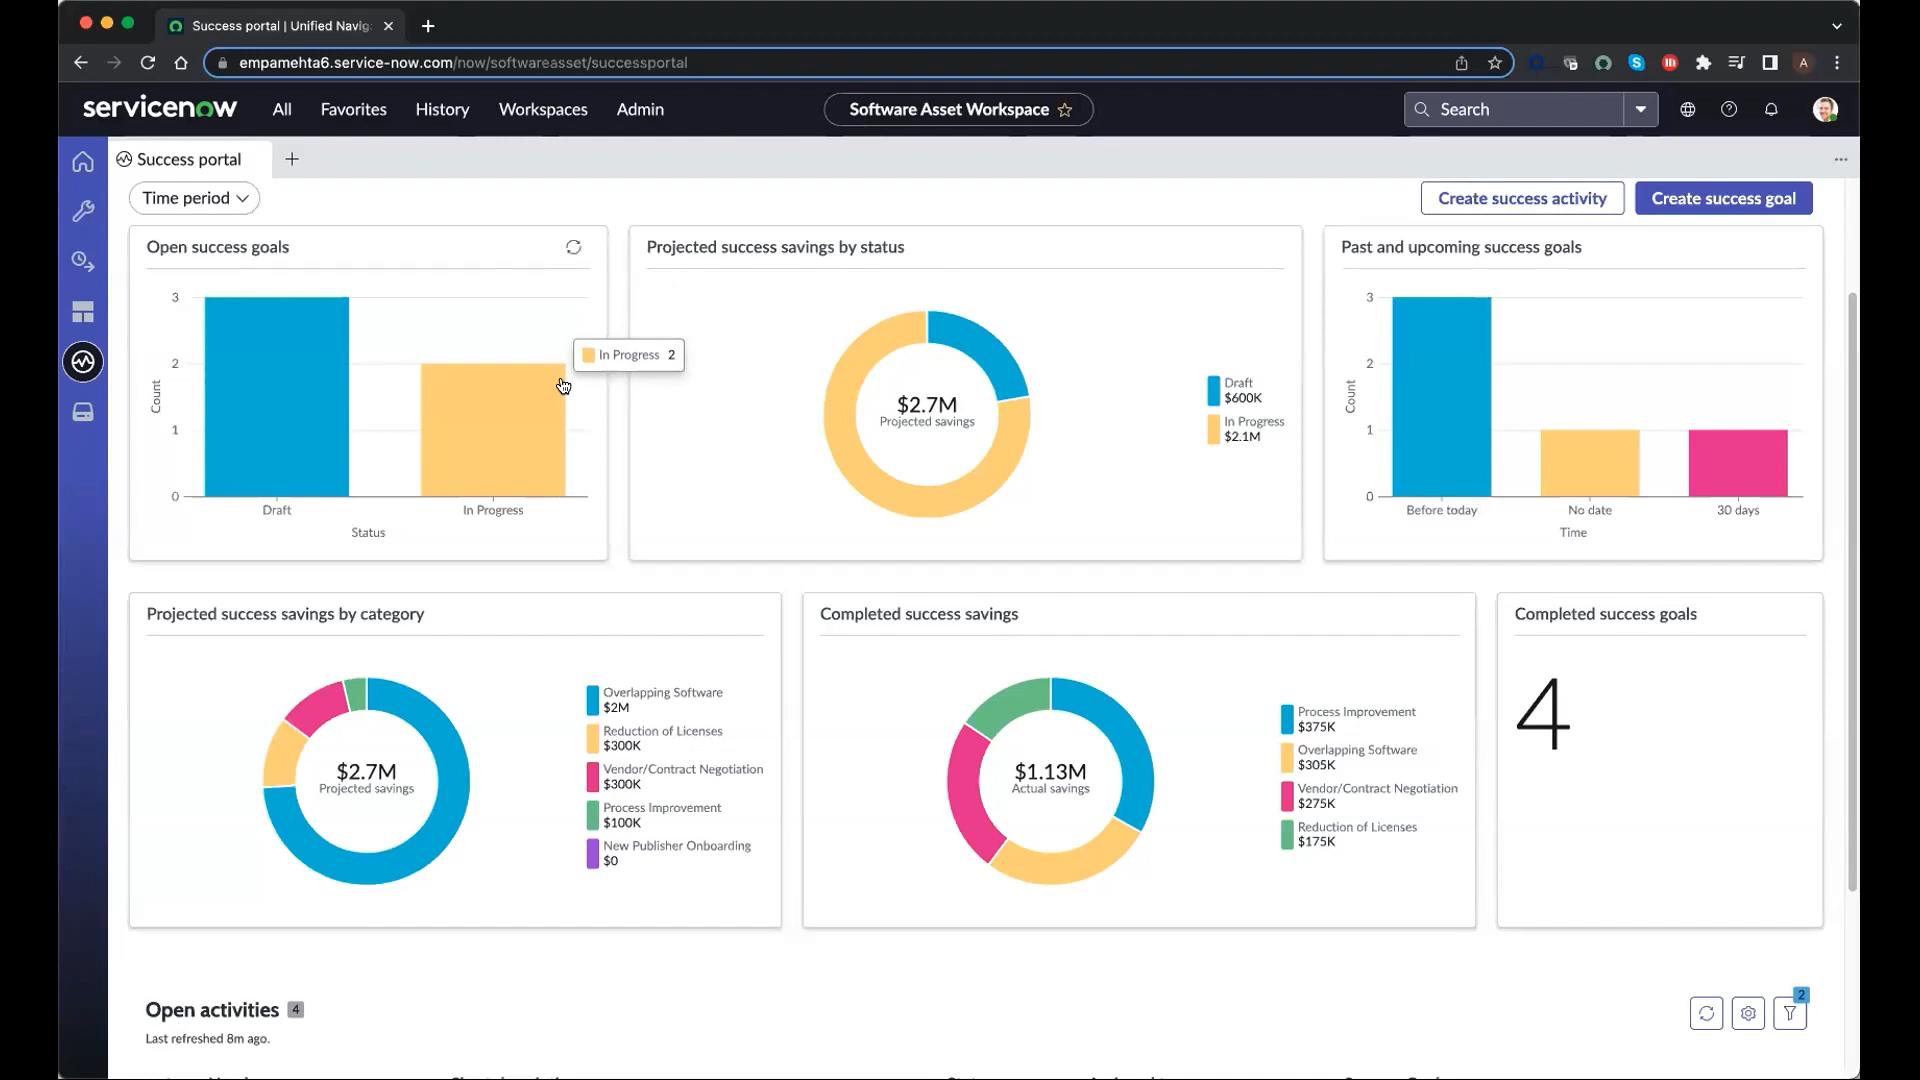 Success portal | Unified Navig
empamehta6.service-now.com/now/softwareasset/successportal
A
servicenow All Favorites History Workspaces Admin Software Asset Workspace Search
Success portal
Time period
Create success activity Create success goal
Open success goals
3
2
1
0
Count
Draft In Progress
Status
In Progress 2
Projected success savings by status
$2.7M
Projected savings
Draft
$600K
In Progress
$2.1M
Past and upcoming success goals
3
2
1
0
Count
Before today No date 30 days
Time
Projected success savings by category
$2.7M
Projected savings
Overlapping Software
$2M
Reduction of Licenses
$300K
Vendor/Contract Negotiation
$300K
Process Improvement
$100K
New Publisher Onboarding
$0
Completed success savings
$1.13M
Actual savings
Process Improvement
$375K
Overlapping Software
$305K
Vendor/Contract Negotiation
$275K
Reduction of Licenses
$175K
Completed success goals
4
Open activities 4
Last refreshed 8m ago.
2